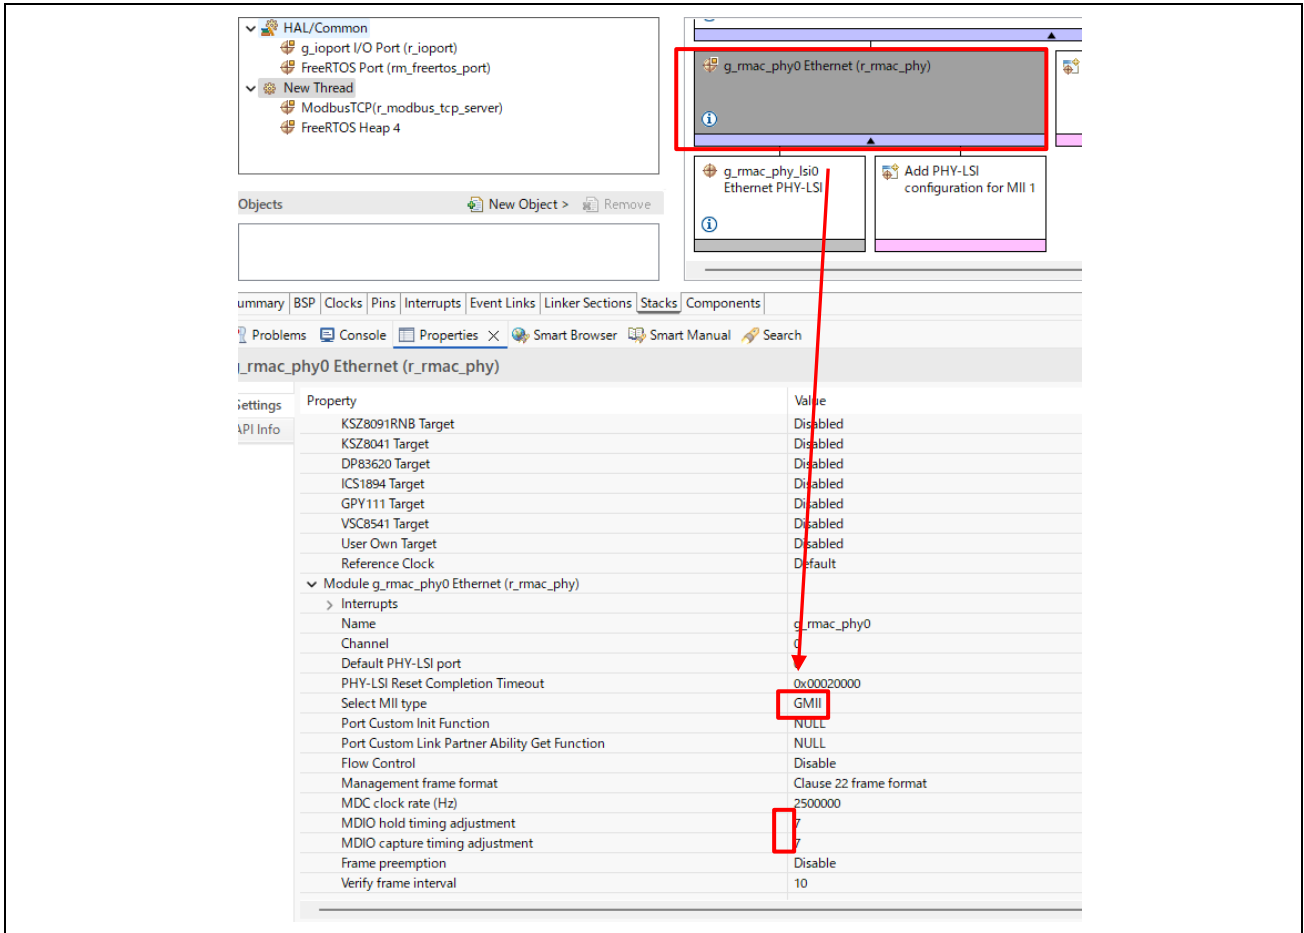 HAL/Common
g_ioport I/O Port (r_ioport)
FreeRTOS Port (rm_freertos_port)
New Thread
ModbusTCP(r_modbus_tcp_server)
FreeRTOS Heap 4
g_rmac_phy0 Ethernet (r_rmac_phy)
g_rmac_phy_lsi0
Ethernet PHY-LSI
Add PHY-LSI
configuration for MII 1
Objects
New Object >
Remove
ummary BSP Clocks Pins Interrupts Event Links Linker Sections Stacks Components
Problems Console Properties Smart Browser Smart Manual Search
_rmac_phy0 Ethernet (r_rmac_phy)
Settings
API Info
Property Value
KSZ8091RNB Target Disabled
KSZ8041 Target Disabled
DP83620 Target Disabled
ICS1894 Target Disabled
GPY111 Target Disabled
VSC8541 Target Disabled
User Own Target Disabled
Reference Clock Default
Module g_rmac_phy0 Ethernet (r_rmac_phy)
Interrupts
Name g_rmac_phy0
Channel 0
Default PHY-LSI port
PHY-LSI Reset Completion Timeout 0x00020000
Select MII type GMII
Port Custom Init Function NULL
Port Custom Link Partner Ability Get Function NULL
Flow Control Disable
Management frame format Clause 22 frame format
MDC clock rate (Hz) 2500000
MDIO hold timing adjustment 7
MDIO capture timing adjustment 7
Frame preemption Disable
Verify frame interval 10